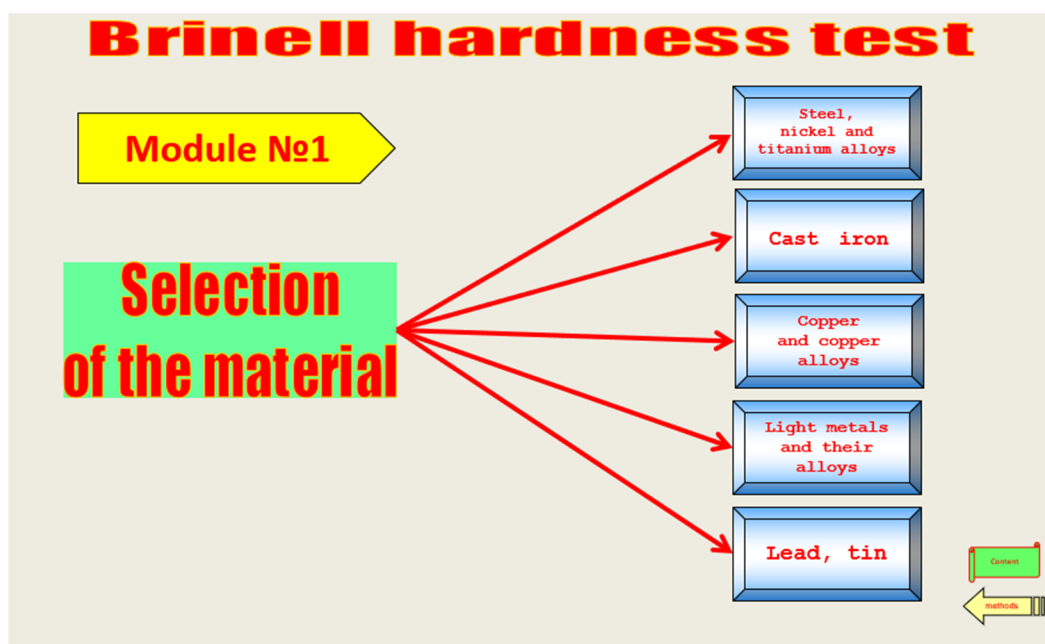 Brinell hardness test
Module №1
Selection
of the material
Steel,
nickel and
titanium alloys
Cast iron
Copper
and copper
alloys
Light metals
and their
alloys
Lead, tin
Content
methods